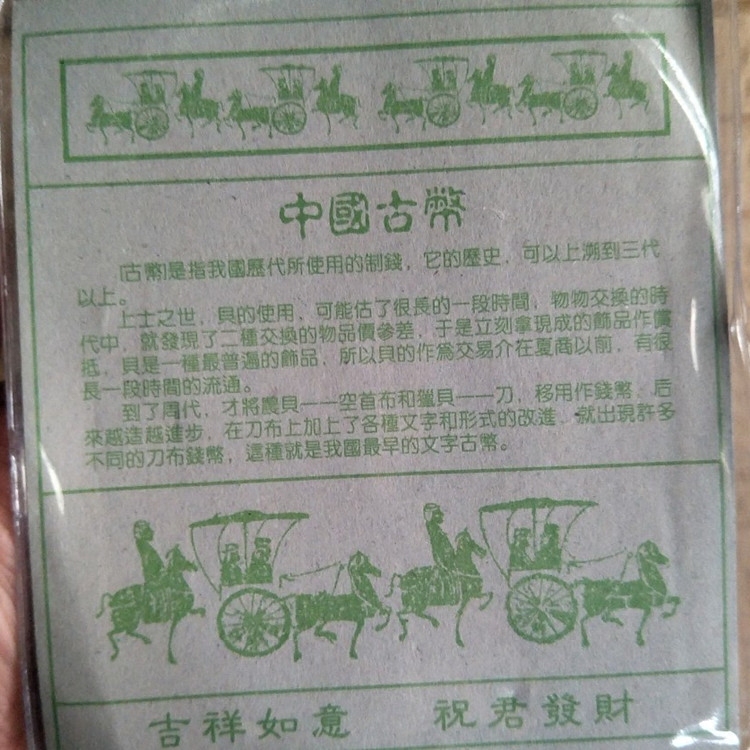 中國古幣
[古幣]是指我國歷代所使用的制錢，它的歷史，可以上溯到三代
以上。
上士之世，貝的使用，可能估了很長的一段時間，物物交換的時
代中，就發現了二種交換的物品價參差，于是立刻拿現成的飾品作償
抵，貝是一種最普遍的飾品，所以貝的作為交易介在夏商以前，有很
長一段時間的流通。
到了周代，才將農貝——空首布和獵貝——刀，移用作錢幣，后
來越造越進步，在刀布上加上了各種文字和形式的改進，就出現許多
不同的刀布錢幣，這種就是我國最早的文字古幣。
吉祥如意 祝君發財